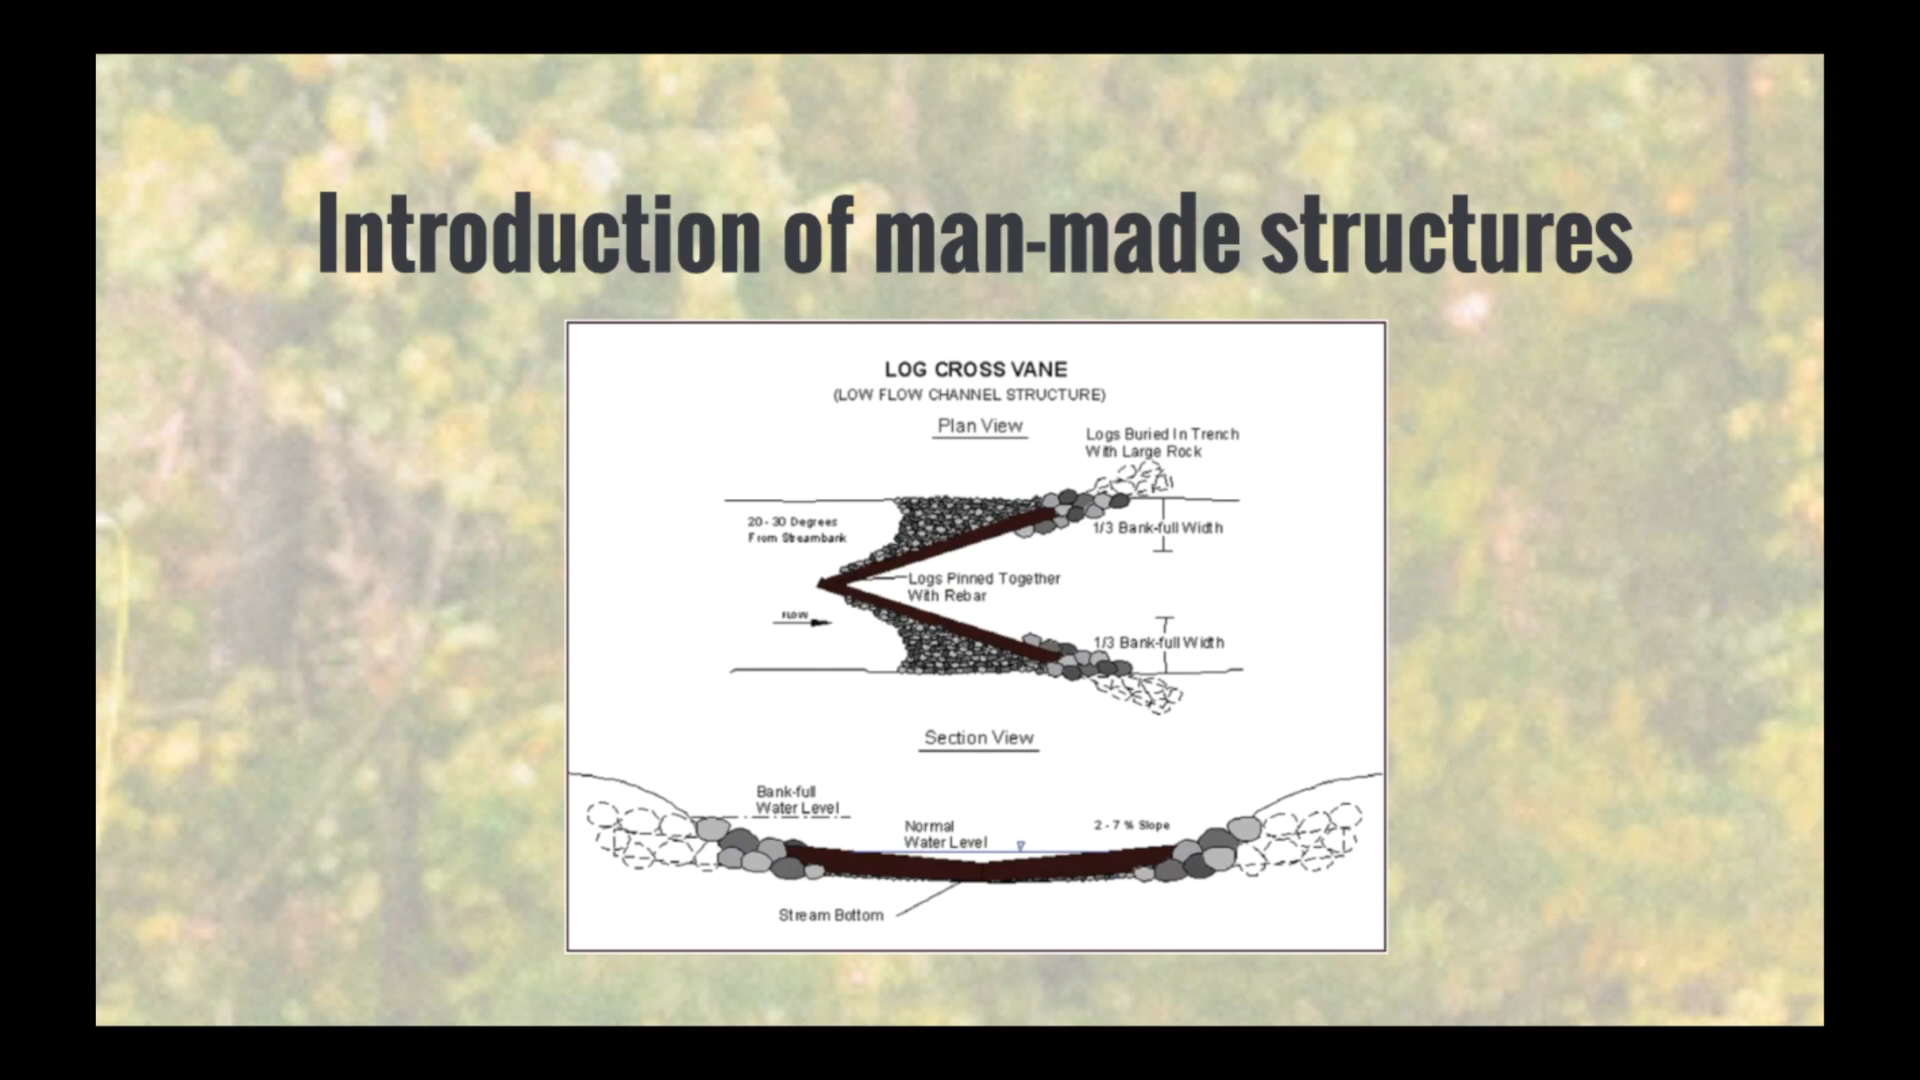 Introduction of man-made structures
LOG CROSS VANE
(LOW FLOW CHANNEL STRUCTURE)
Plan View
Logs Buried In Trench
With Large Rock
20 - 30 Degrees
From Streambank
1/3 Bank-full Width
Logs Pinned Together
With Rebar
FLOW
1/3 Bank-full Width
Section View
Bank-full
Water Level
Normal
Water Level
2 - 7 % Slope
Stream Bottom